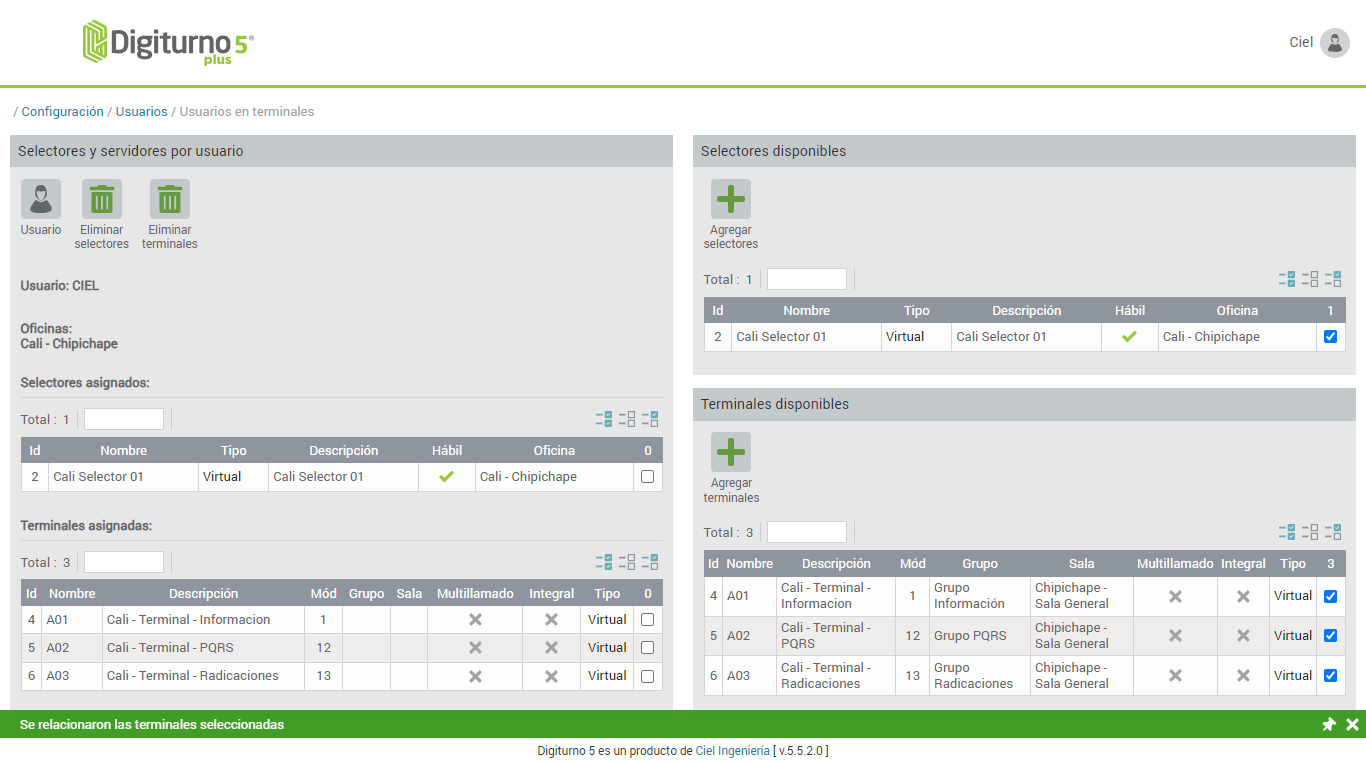 Digiturno 5®
plus
Ciel
/ Configuración / Usuarios / Usuarios en terminales
Selectores y servidores por usuario
Usuario
Eliminar
selectores
Eliminar
terminales
Usuario: CIEL
Oficinas:
Cali - Chipichape
Selectores asignados:
Total : 1
Id Nombre Tipo Descripción Hábil Oficina 0
2 Cali Selector 01 Virtual Cali Selector 01 Cali - Chipichape
Terminales asignadas:
Total : 3
Id Nombre Descripción Mód Grupo Sala Multillamado Integral Tipo 0
4 A01 Cali - Terminal - Informacion 1 Virtual
5 A02 Cali - Terminal - PQRS 12 Virtual
6 A03 Cali - Terminal - Radicaciones 13 Virtual
Selectores disponibles
Agregar
selectores
Total : 1
Id Nombre Tipo Descripción Hábil Oficina 1
2 Cali Selector 01 Virtual Cali Selector 01 Cali - Chipichape
Terminales disponibles
Agregar
terminales
Total : 3
Id Nombre Descripción Mód Grupo Sala Multillamado Integral Tipo 3
4 A01 Cali - Terminal - Informacion 1 Grupo Información Chipichape - Sala General Virtual
5 A02 Cali - Terminal - PQRS 12 Grupo PQRS Chipichape - Sala General Virtual
6 A03 Cali - Terminal - Radicaciones 13 Grupo Radicaciones Chipichape - Sala General Virtual
Se relacionaron las terminales seleccionadas
Digiturno 5 es un producto de Ciel Ingeniería [ v.5.5.2.0 ]